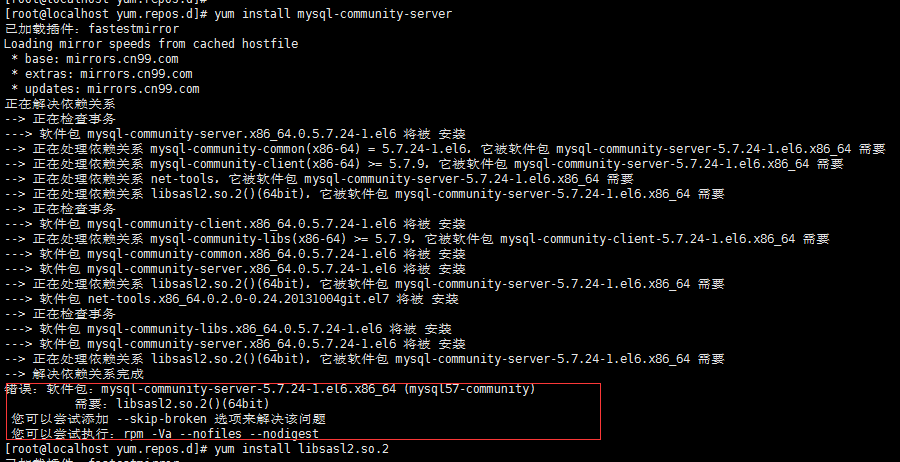 [root@localhost yum.repos.d]#
[root@localhost yum.repos.d]# yum install mysql-community-server
已加载插件：fastestmirror
Loading mirror speeds from cached hostfile
 * base: mirrors.cn99.com
 * extras: mirrors.cn99.com
 * updates: mirrors.cn99.com
正在解决依赖关系
--> 正在检查事务
---> 软件包 mysql-community-server.x86_64.0.5.7.24-1.el6 将被 安装
--> 正在处理依赖关系 mysql-community-common(x86-64) = 5.7.24-1.el6，它被软件包 mysql-community-server-5.7.24-1.el6.x86_64 需要
--> 正在处理依赖关系 mysql-community-client(x86-64) >= 5.7.9，它被软件包 mysql-community-server-5.7.24-1.el6.x86_64 需要
--> 正在处理依赖关系 net-tools，它被软件包 mysql-community-server-5.7.24-1.el6.x86_64 需要
--> 正在处理依赖关系 libsasl2.so.2()(64bit)，它被软件包 mysql-community-server-5.7.24-1.el6.x86_64 需要
--> 正在检查事务
---> 软件包 mysql-community-client.x86_64.0.5.7.24-1.el6 将被 安装
--> 正在处理依赖关系 mysql-community-libs(x86-64) >= 5.7.9，它被软件包 mysql-community-client-5.7.24-1.el6.x86_64 需要
---> 软件包 mysql-community-common.x86_64.0.5.7.24-1.el6 将被 安装
---> 软件包 mysql-community-server.x86_64.0.5.7.24-1.el6 将被 安装
--> 正在处理依赖关系 libsasl2.so.2()(64bit)，它被软件包 mysql-community-server-5.7.24-1.el6.x86_64 需要
---> 软件包 net-tools.x86_64.0.2.0-0.24.20131004git.el7 将被 安装
--> 正在检查事务
---> 软件包 mysql-community-libs.x86_64.0.5.7.24-1.el6 将被 安装
---> 软件包 mysql-community-server.x86_64.0.5.7.24-1.el6 将被 安装
--> 正在处理依赖关系 libsasl2.so.2()(64bit)，它被软件包 mysql-community-server-5.7.24-1.el6.x86_64 需要
--> 解决依赖关系完成
错误：软件包：mysql-community-server-5.7.24-1.el6.x86_64 (mysql57-community)
需要：libsasl2.so.2()(64bit)
您可以尝试添加 --skip-broken 选项来解决该问题
您可以尝试执行：rpm -Va --nofiles --nodigest
[root@localhost yum.repos.d]# yum install libsasl2.so.2
已加载插件：fastestmirror